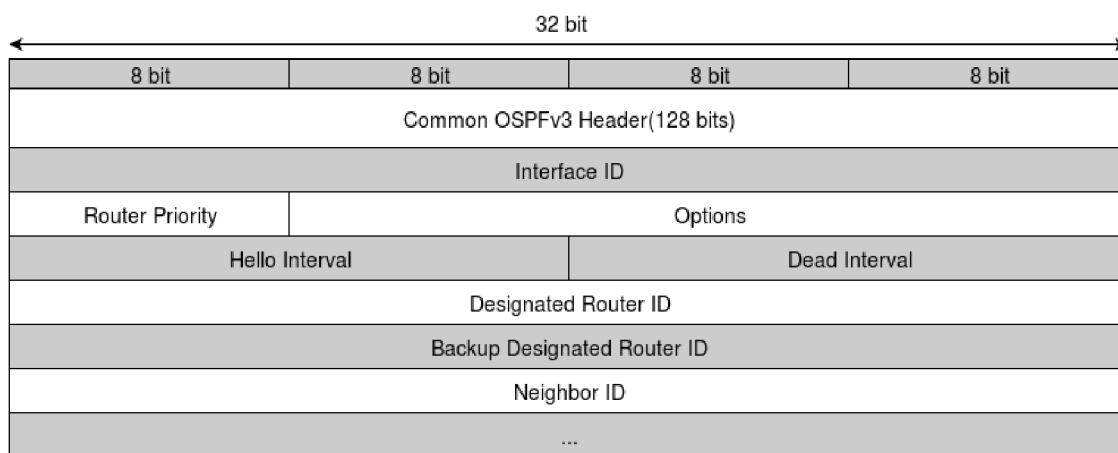 32 bit
8 bit 8 bit 8 bit 8 bit
Common OSPFv3 Header(128 bits)
Interface ID
Router Priority Options
Hello Interval Dead Interval
Designated Router ID
Backup Designated Router ID
Neighbor ID
...